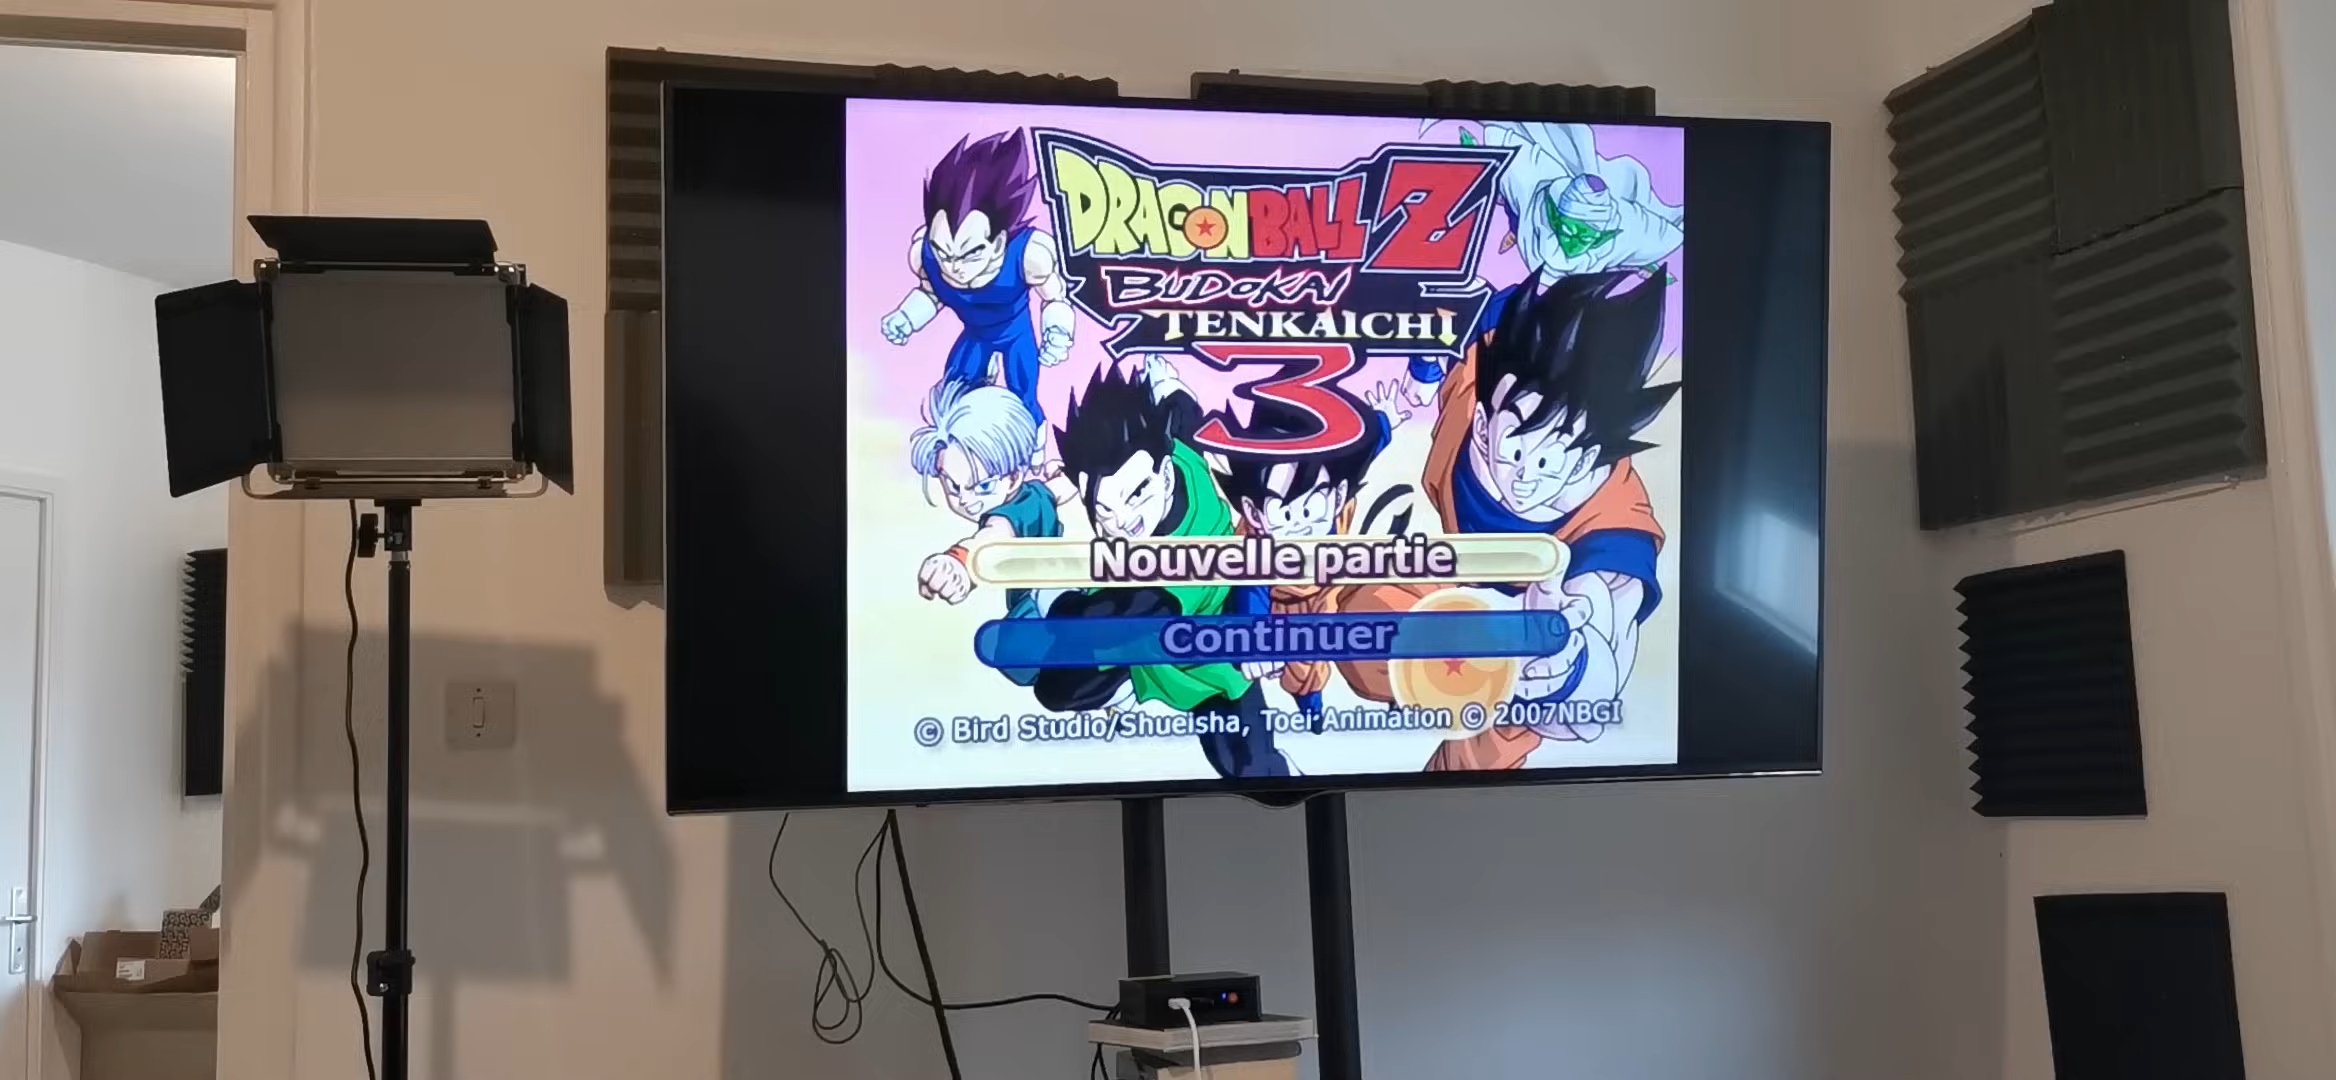 DRAGON BALL Z
BUDOKAI
TENKAICHI
3
Nouvelle partie
Continuer
© Bird Studio/Shueisha, Toei Animation © 2007NBGI